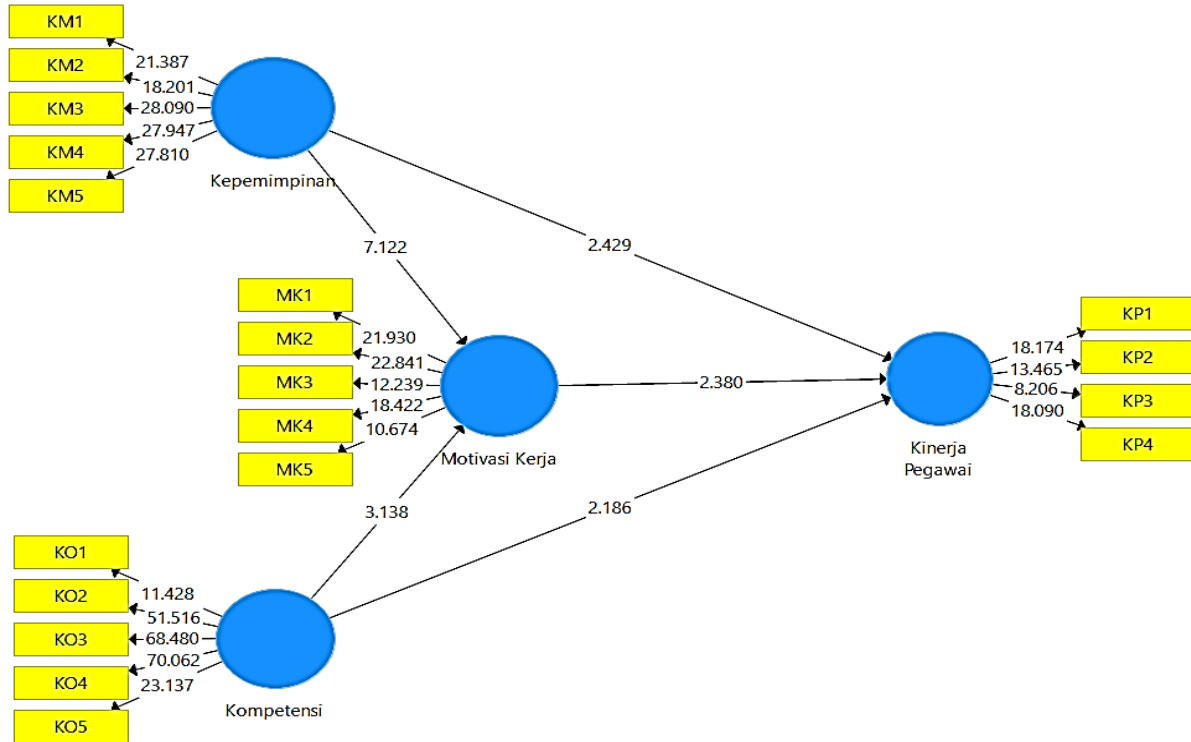 KM1
21.387
KM2
18.201
KM3
28.090
KM4
27.947
KM5
27.810
Kepemimpinan
7.122
2.429
MK1
21.930
MK2
22.841
MK3
12.239
MK4
18.422
MK5
10.674
Motivasi Kerja
2.380
KP1
18.174
KP2
13.465
KP3
8.206
KP4
18.090
Kinerja
Pegawai
3.138
2.186
KO1
11.428
KO2
51.516
KO3
68.480
KO4
70.062
KO5
23.137
Kompetensi